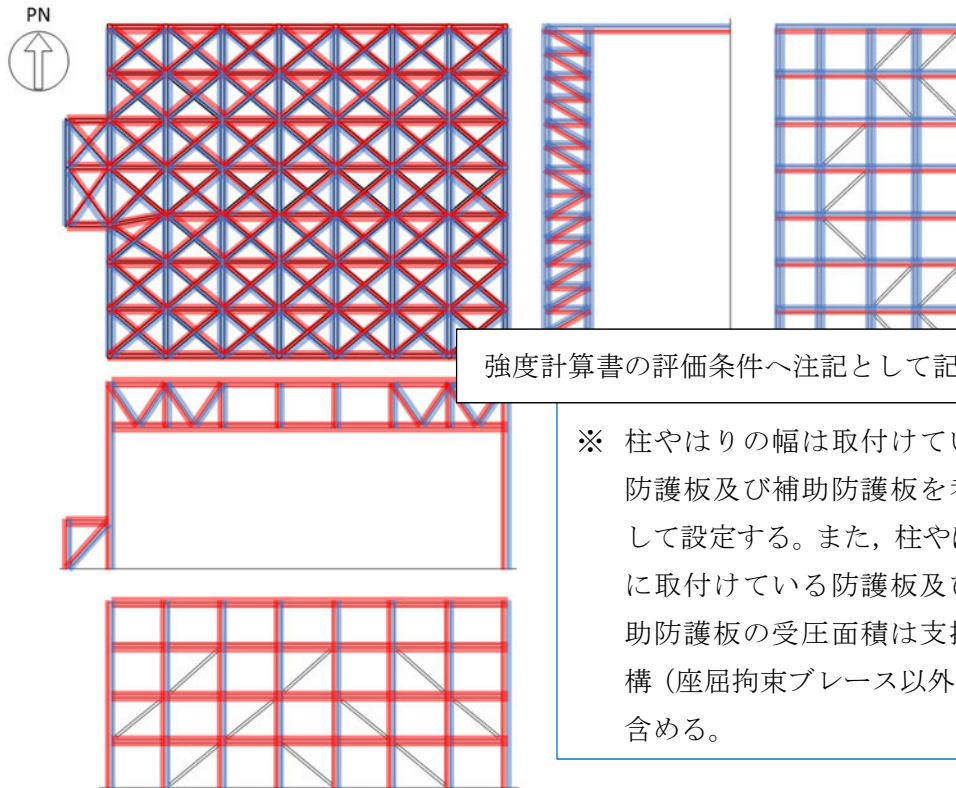 PN
強度計算書の評価条件へ注記として記
※ 柱やはりの幅は取付けてい
防護板及び補助防護板を考
して設定する。また，柱やは
に取付けている防護板及び
助防護板の受圧面積は支持
構（座屈拘束ブレース以外
含める。